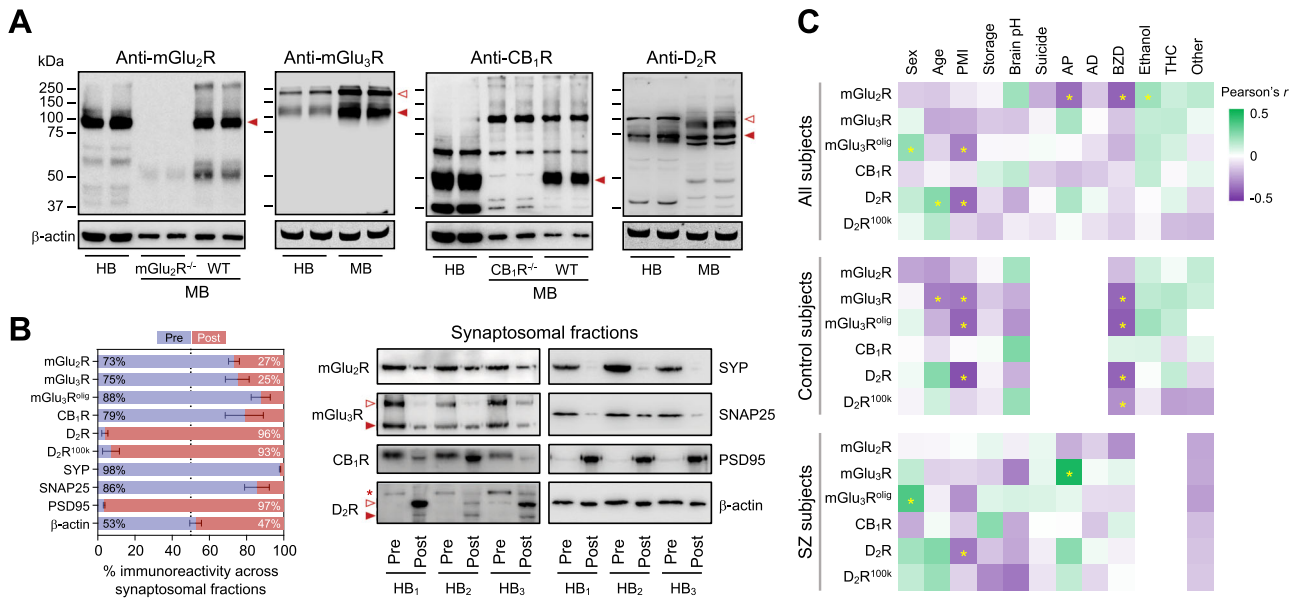 A
Anti-mGlu₂R
Anti-mGlu₃R
Anti-CB₁R
Anti-D₂R
kDa
250
150
100
75
50
37
β-actin
HB
mGlu₂R⁻/⁻
WT
MB
HB
MB
HB
CB₁R⁻/⁻
WT
MB
HB
MB
B
Pre
Post
mGlu₂R 73% 27%
mGlu₃R 75% 25%
mGlu₃Rᵒˡⁱᵍ 88%
CB₁R 79%
D₂R 96%
D₂R¹⁰⁰ᵏ 93%
SYP 98%
SNAP25 86%
PSD95 97%
β-actin 53% 47%
0 20 40 60 80 100
% immunoreactivity across
synaptosomal fractions
Synaptosomal fractions
mGlu₂R
SYP
mGlu₃R
SNAP25
CB₁R
PSD95
*
D₂R
β-actin
Pre Post Pre Post Pre Post Pre Post Pre Post Pre Post
HB₁ HB₂ HB₃ HB₁ HB₂ HB₃
C
Sex Age PMI Storage Brain pH Suicide AP AD BZD Ethanol THC Other
All subjects
mGlu₂R * * *
mGlu₃R
mGlu₃Rᵒˡⁱᵍ * *
CB₁R
D₂R * *
D₂R¹⁰⁰ᵏ
Pearson's r
0.5
0
-0.5
Control subjects
mGlu₂R
mGlu₃R * * *
mGlu₃Rᵒˡⁱᵍ * *
CB₁R
D₂R * *
D₂R¹⁰⁰ᵏ *
SZ subjects
mGlu₂R
mGlu₃R *
mGlu₃Rᵒˡⁱᵍ *
CB₁R
D₂R *
D₂R¹⁰⁰ᵏ